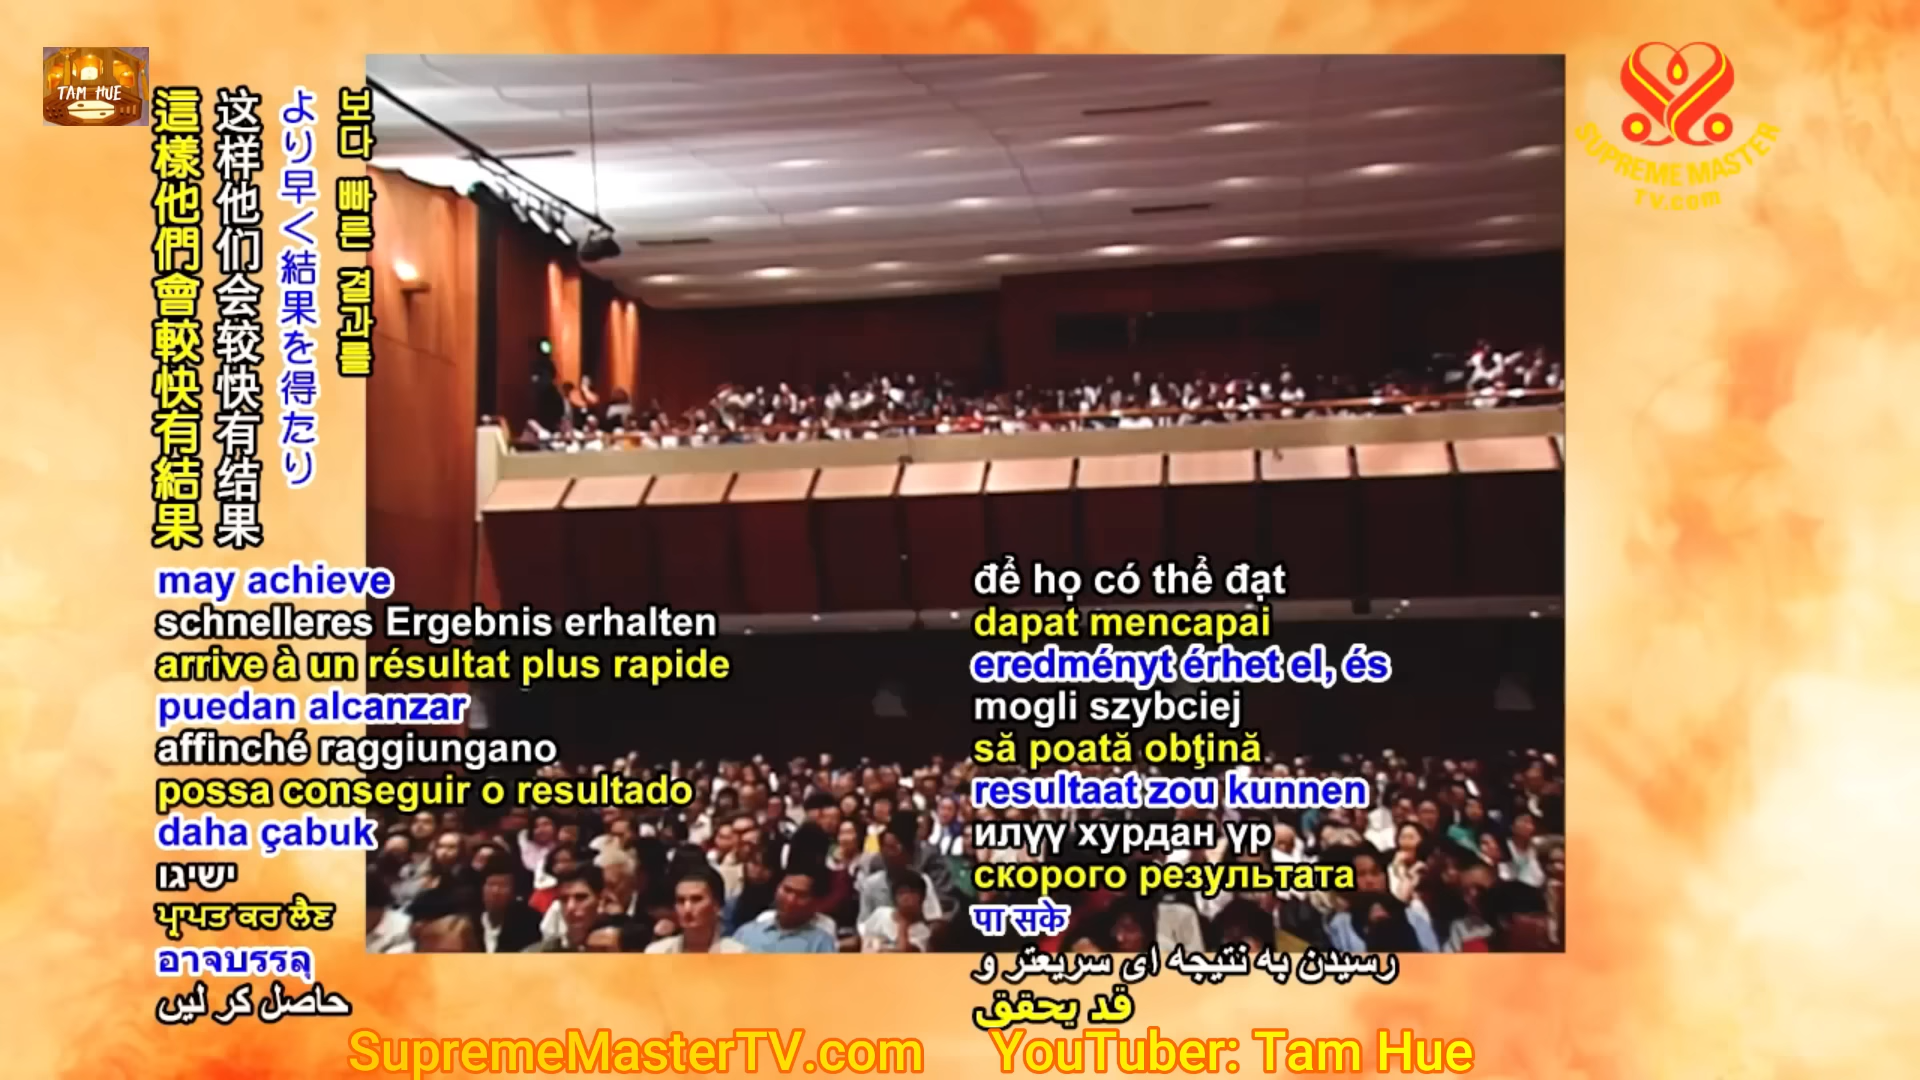 TAM HUE
SUPREME MASTER
TV.com
這樣他們會較快有結果
这样他们会较快有结果
より早く結果を得たり
보다 빠른 결과를
may achieve
schnelleres Ergebnis erhalten
arrive à un résultat plus rapide
puedan alcanzar
affinché raggiungano
possa conseguir o resultado
daha çabuk
ישיגו
ਪ੍ਰਾਪਤ ਕਰ ਲੈਣ
อาจบรรลุ
حاصل کر لیں
để họ có thể đạt
dapat mencapai
eredményt érhet el, és
mogli szybciej
să poată obţină
resultaat zou kunnen
илүү хурдан үр
скорого результата
पा सके
رسیدن به نتیجه ای سریعتر و
قد يحقق
SupremeMasterTV.com
YouTuber: Tam Hue